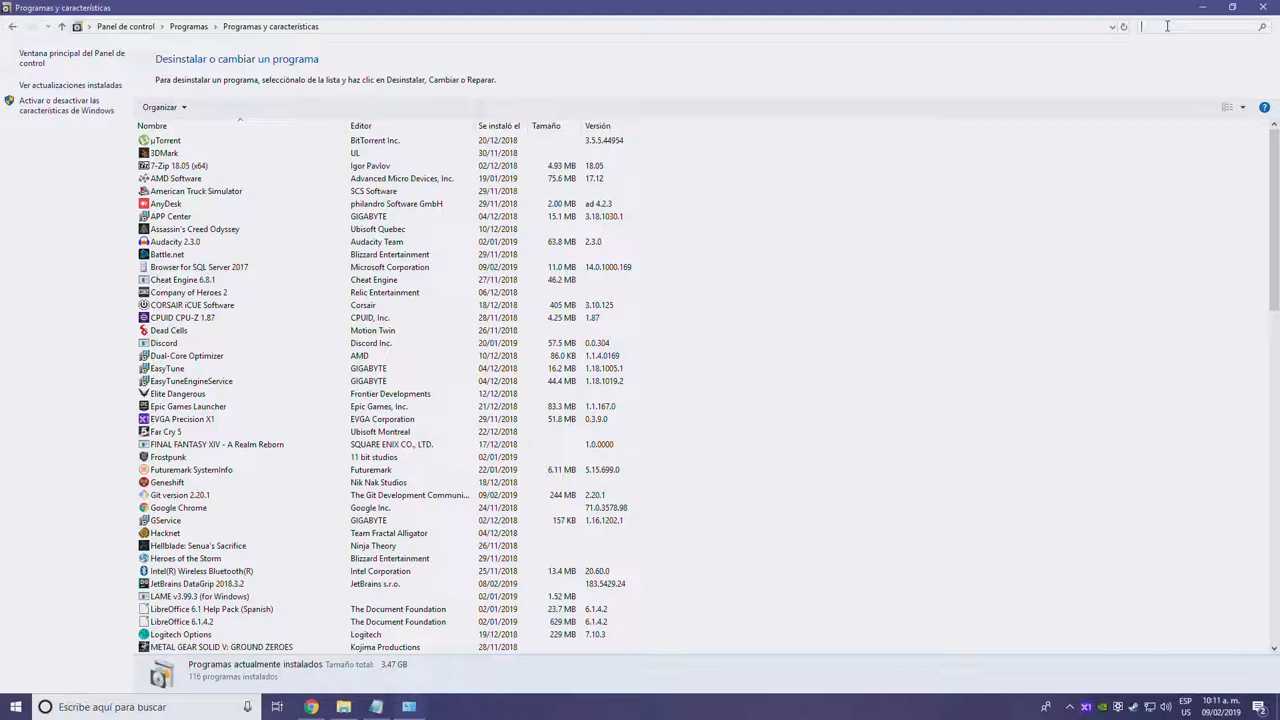 Programas y características
Panel de control > Programas > Programas y características
Ventana principal del Panel de
control
Ver actualizaciones instaladas
Activar o desactivar las
características de Windows
Desinstalar o cambiar un programa
Para desinstalar un programa, selecciónalo de la lista y haz clic en Desinstalar, Cambiar o Reparar.
Organizar
Nombre Editor Se instaló el Tamaño Versión
µTorrent BitTorrent Inc. 20/12/2018 3.5.5.44954
3DMark UL 30/11/2018
7-Zip 18.05 (x64) Igor Pavlov 02/12/2018 4.93 MB 18.05
AMD Software Advanced Micro Devices, Inc. 19/01/2019 75.6 MB 17.12
American Truck Simulator SCS Software 29/11/2018
AnyDesk philandro Software GmbH 29/11/2018 2.00 MB ad 4.2.3
APP Center GIGABYTE 04/12/2018 15.1 MB 3.18.1030.1
Assassin's Creed Odyssey Ubisoft Quebec 10/12/2018
Audacity 2.3.0 Audacity Team 02/01/2019 63.8 MB 2.3.0
Battle.net Blizzard Entertainment 29/11/2018
Browser for SQL Server 2017 Microsoft Corporation 09/02/2019 11.0 MB 14.0.1000.169
Cheat Engine 6.8.1 Cheat Engine 27/11/2018 46.2 MB
Company of Heroes 2 Relic Entertainment 06/12/2018
CORSAIR iCUE Software Corsair 18/12/2018 405 MB 3.10.125
CPUID CPU-Z 1.87 CPUID, Inc. 28/11/2018 4.25 MB 1.87
Dead Cells Motion Twin 26/11/2018
Discord Discord Inc. 20/01/2019 57.5 MB 0.0.304
Dual-Core Optimizer AMD 10/12/2018 86.0 KB 1.1.4.0169
EasyTune GIGABYTE 04/12/2018 16.2 MB 1.18.1005.1
EasyTuneEngineService GIGABYTE 04/12/2018 44.4 MB 1.18.1019.2
Elite Dangerous Frontier Developments 12/12/2018
Epic Games Launcher Epic Games, Inc. 21/12/2018 83.3 MB 1.1.167.0
EVGA Precision X1 EVGA Corporation 29/11/2018 51.8 MB 0.3.9.0
Far Cry 5 Ubisoft Montreal 22/12/2018
FINAL FANTASY XIV - A Realm Reborn SQUARE ENIX CO., LTD. 17/12/2018 1.0.0000
Frostpunk 11 bit studios 02/01/2019
Futuremark SystemInfo Futuremark 22/01/2019 6.11 MB 5.15.699.0
Geneshift Nik Nak Studios 18/12/2018
Git version 2.20.1 The Git Development Communi... 09/02/2019 244 MB 2.20.1
Google Chrome Google Inc. 24/11/2018 71.0.3578.98
GService GIGABYTE 02/12/2018 157 KB 1.16.1202.1
Hacknet Team Fractal Alligator 04/12/2018
Hellblade: Senua's Sacrifice Ninja Theory 26/11/2018
Heroes of the Storm Blizzard Entertainment 29/11/2018
Intel(R) Wireless Bluetooth(R) Intel Corporation 25/11/2018 13.4 MB 20.60.0
JetBrains DataGrip 2018.3.2 JetBrains s.r.o. 08/02/2019 183.5429.24
LAME v3.99.3 (for Windows) 02/01/2019 1.52 MB
LibreOffice 6.1 Help Pack (Spanish) The Document Foundation 02/01/2019 23.7 MB 6.1.4.2
LibreOffice 6.1.4.2 The Document Foundation 02/01/2019 629 MB 6.1.4.2
Logitech Options Logitech 19/12/2018 229 MB 7.10.3
METAL GEAR SOLID V: GROUND ZEROES Kojima Productions 28/11/2018
Programas actualmente instalados Tamaño total: 3.47 GB
116 programas instalados
Escribe aquí para buscar
ESP
US
10:11 a. m.
09/02/2019
2